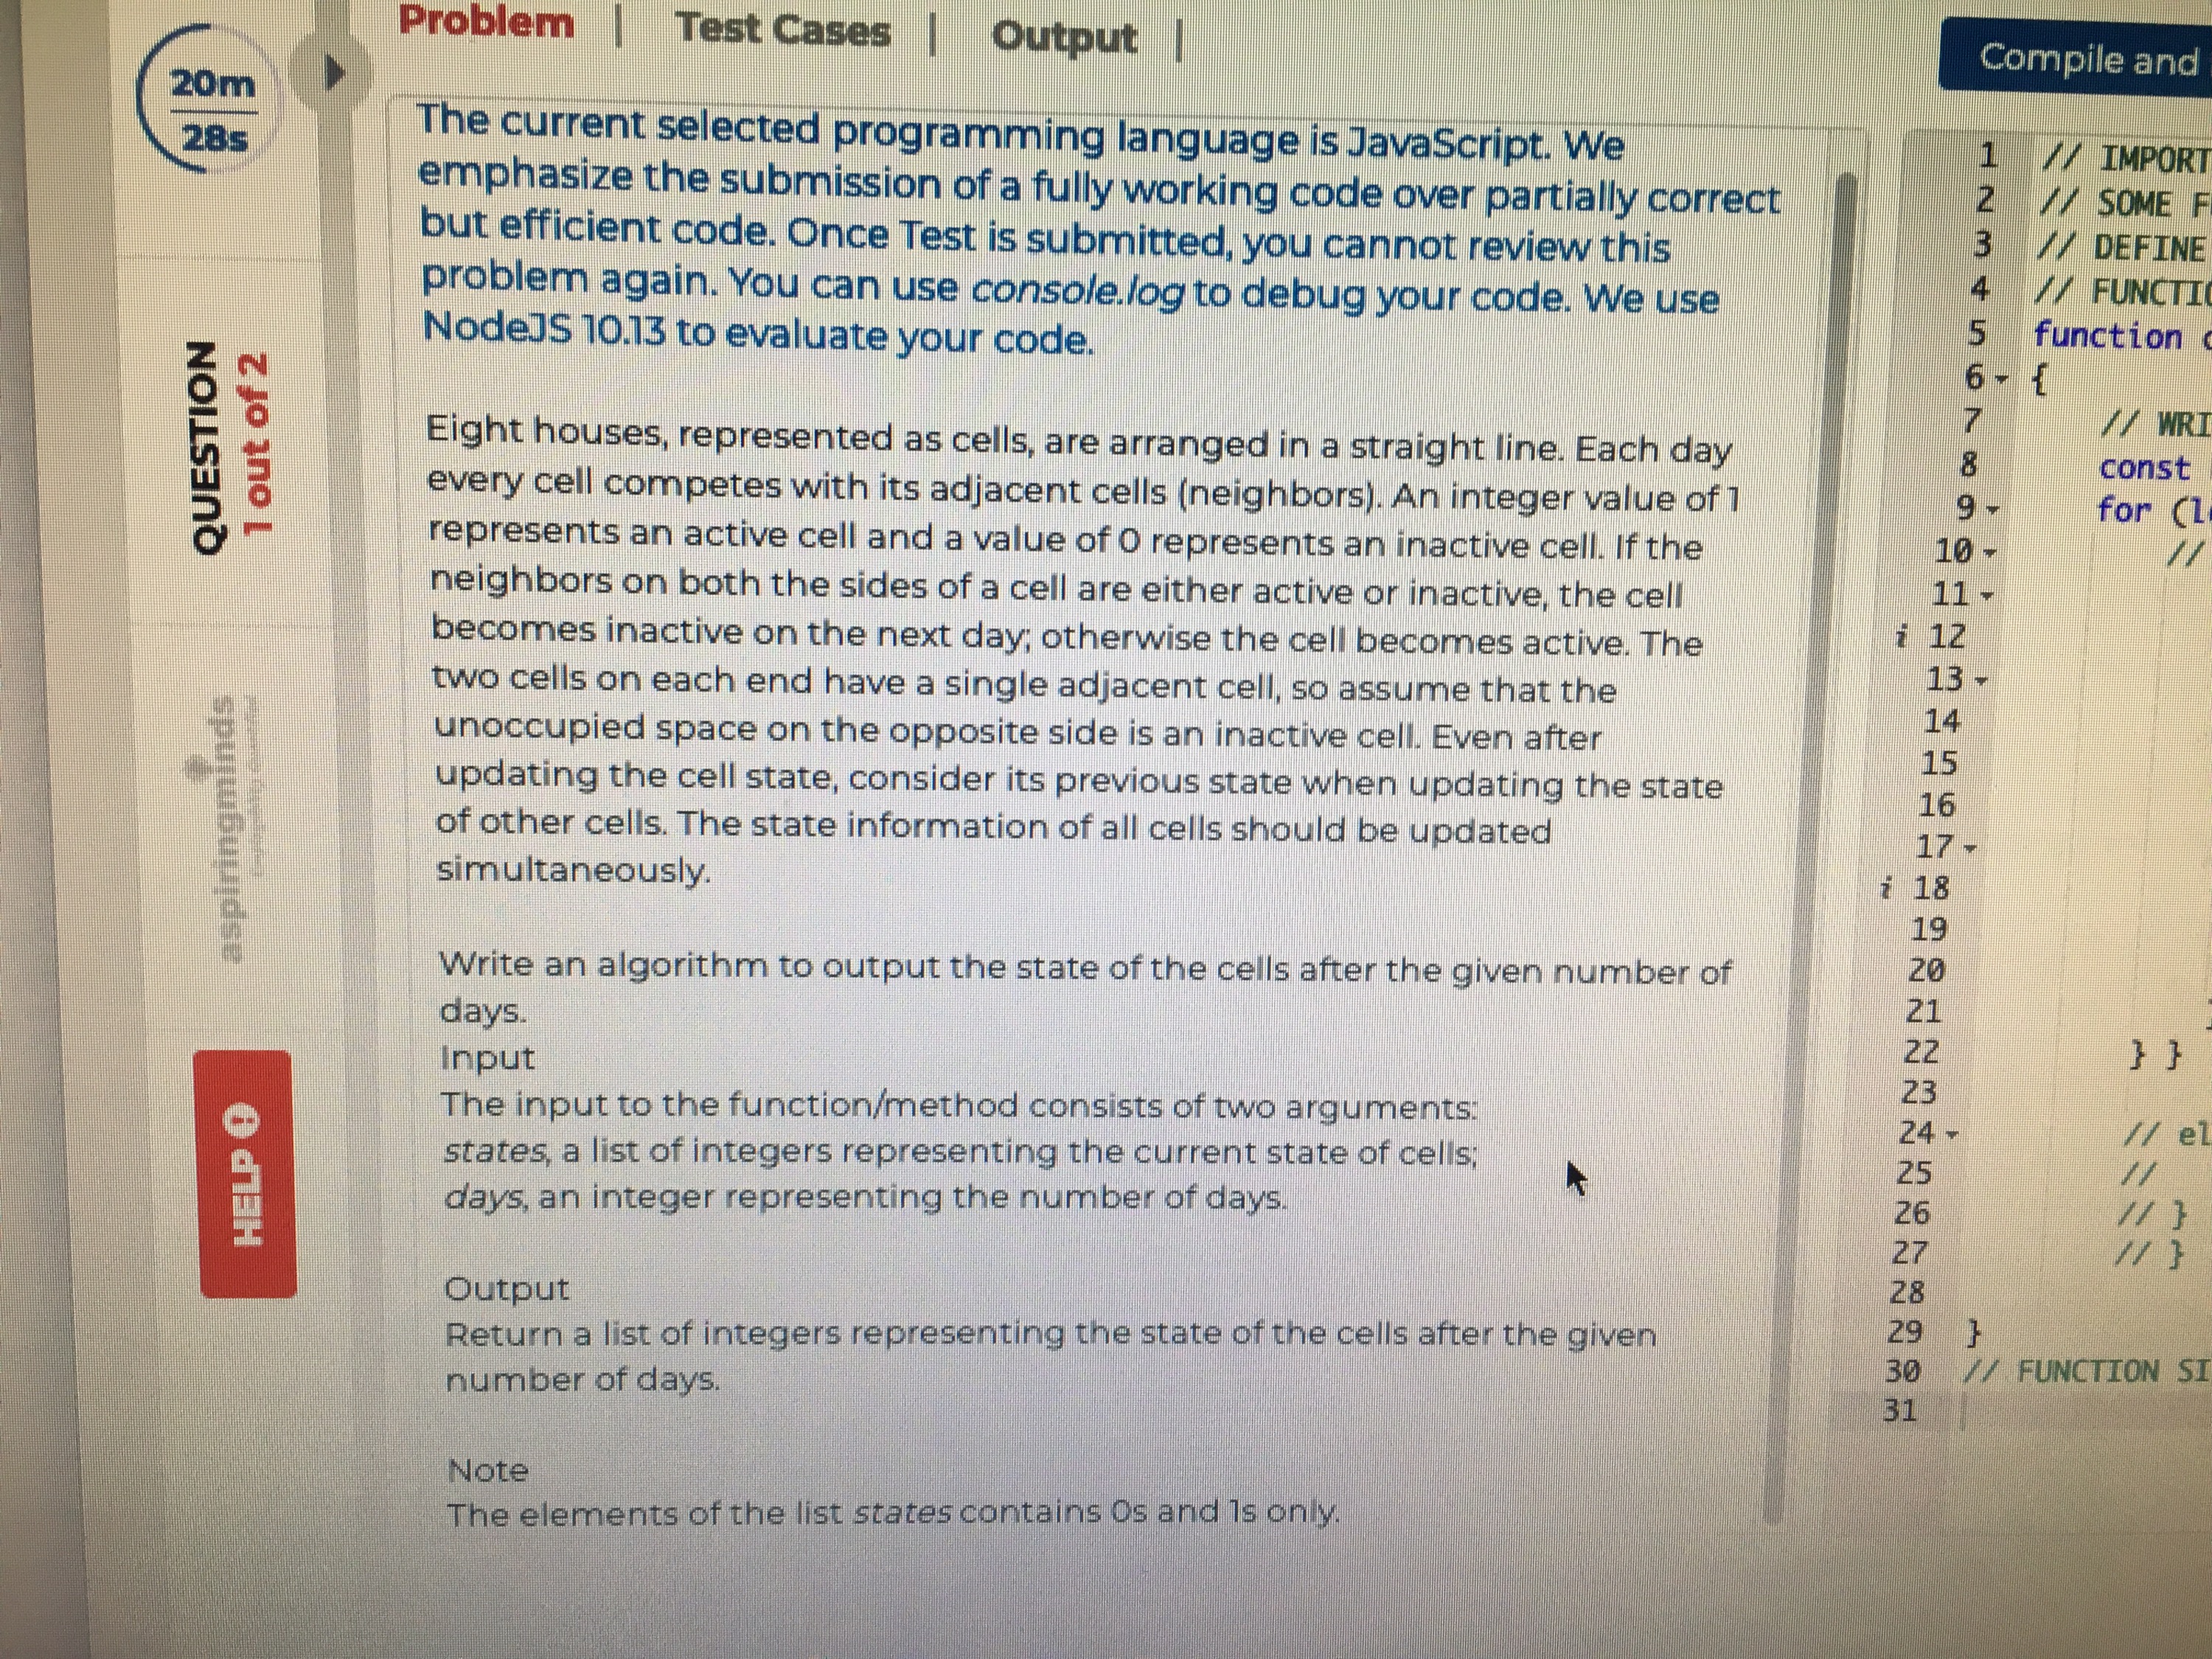 Problem | Test Cases | Output |
Compile and
20m
28s
QUESTION
1 out of 2
aspiringminds
HELP
The current selected programming language is JavaScript. We
emphasize the submission of a fully working code over partially correct
but efficient code. Once Test is submitted, you cannot review this
problem again. You can use console.log to debug your code. We use
NodeJS 10.13 to evaluate your code.
Eight houses, represented as cells, are arranged in a straight line. Each day
every cell competes with its adjacent cells (neighbors). An integer value of 1
represents an active cell and a value of 0 represents an inactive cell. If the
neighbors on both the sides of a cell are either active or inactive, the cell
becomes inactive on the next day; otherwise the cell becomes active. The
two cells on each end have a single adjacent cell, so assume that the
unoccupied space on the opposite side is an inactive cell. Even after
updating the cell state, consider its previous state when updating the state
of other cells. The state information of all cells should be updated
simultaneously.
Write an algorithm to output the state of the cells after the given number of
days.
Input
The input to the function/method consists of two arguments:
states, a list of integers representing the current state of cells;
days, an integer representing the number of days.
Output
Return a list of integers representing the state of the cells after the given
number of days.
Note
The elements of the list states contains 0s and 1s only.
1 // IMPORT
2 // SOME F
3 // DEFINE
4 // FUNCTIO
5 function
6 {
7 // WRI
8 const
9 for (l
10 //
11
i 12
13
14
15
16
17
i 18
19
20
21
22 } }
23
24 // el
25 //
26 // }
27 // }
28
29 }
30 // FUNCTION SI
31